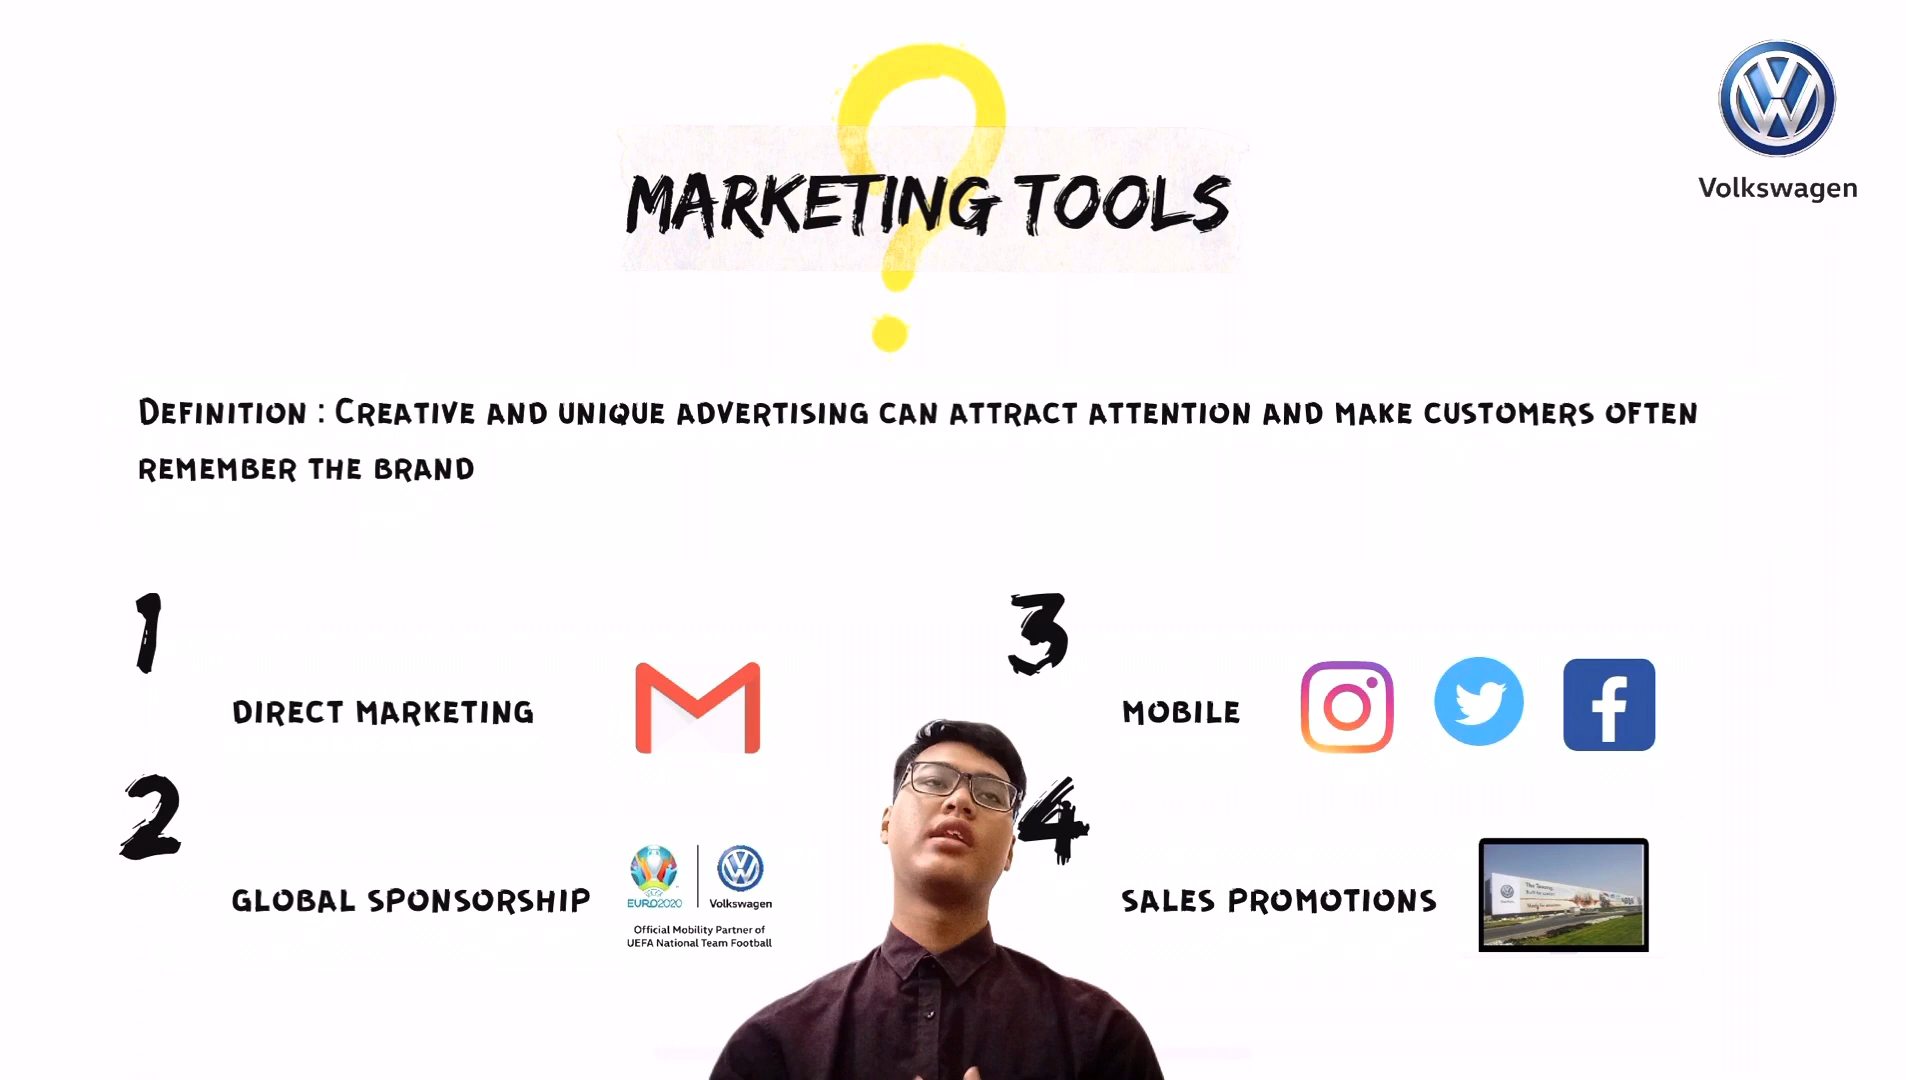 MARKETING TOOLS
Volkswagen
DEFINITION : CREATIVE AND UNIQUE ADVERTISING CAN ATTRACT ATTENTION AND MAKE CUSTOMERS OFTEN
REMEMBER THE BRAND
1
DIRECT MARKETING
2
GLOBAL SPONSORSHIP
EURO2020
Volkswagen
Official Mobility Partner of
UEFA National Team Football
3
MOBILE
4
SALES PROMOTIONS